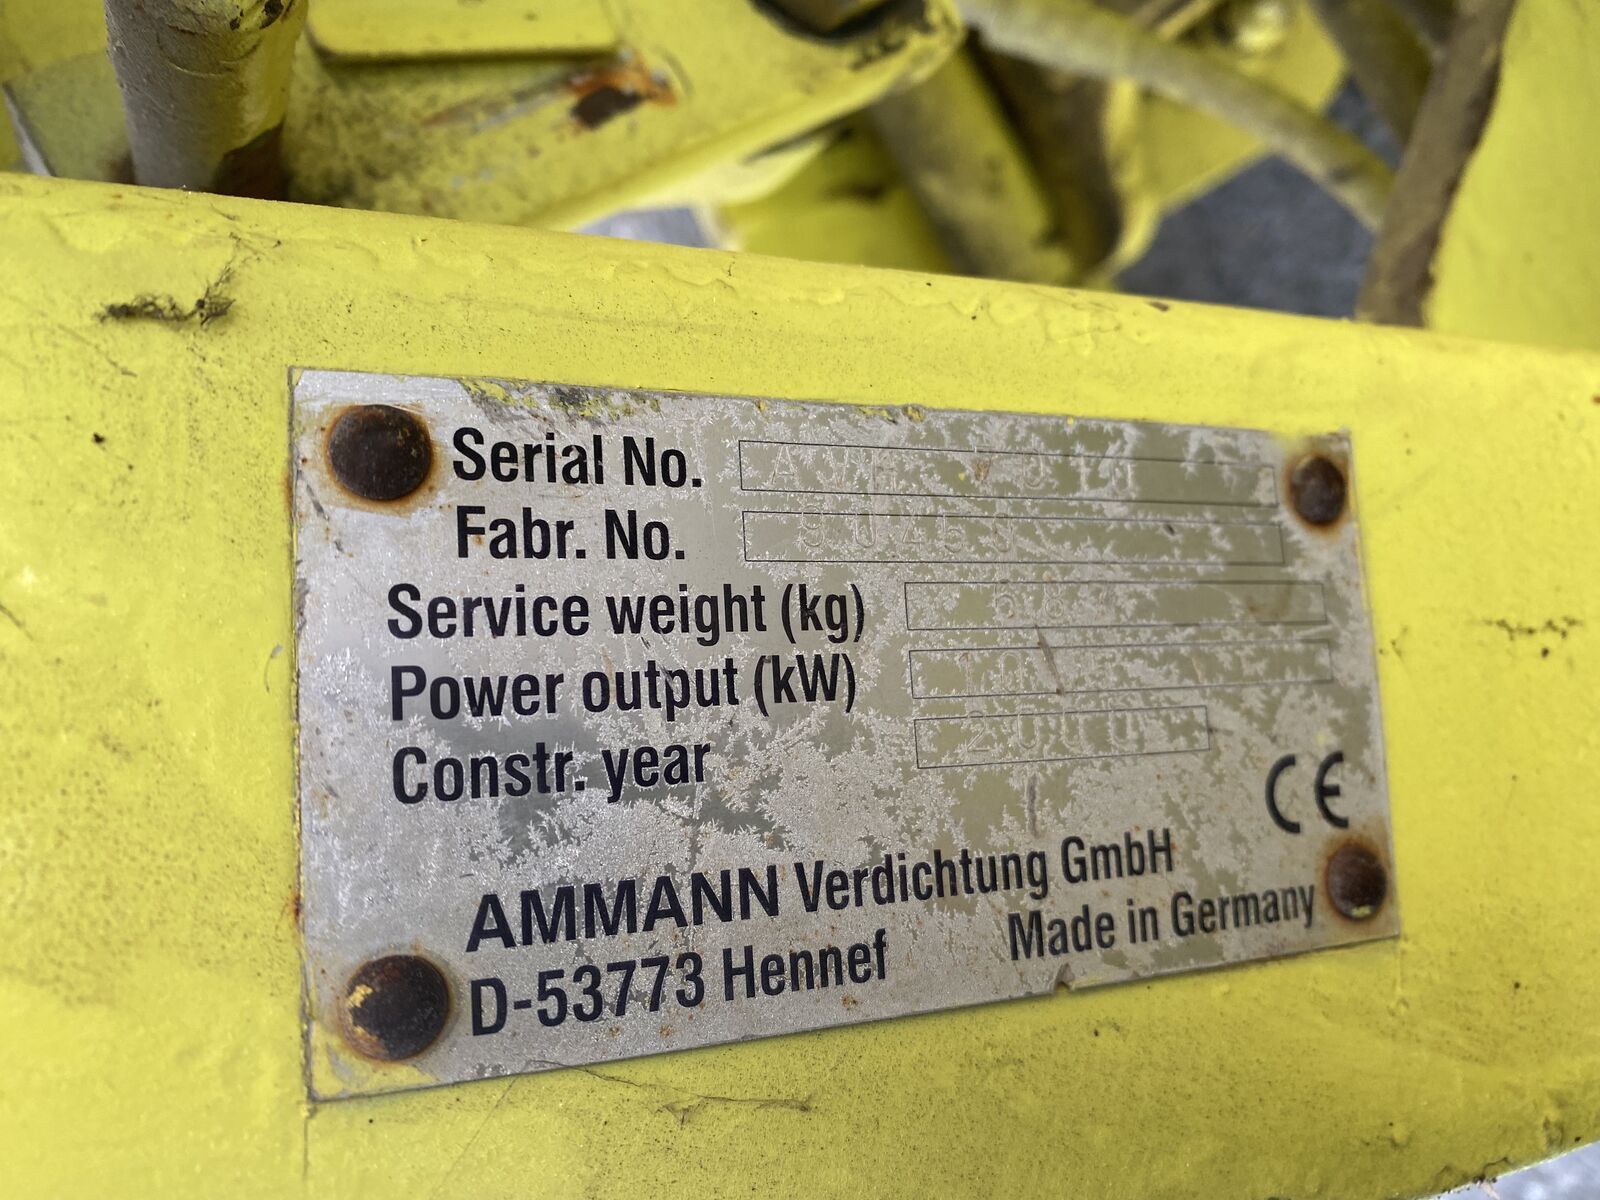 Serial No.
Fabr. No.
Service weight (kg)
Power output (kW)
Constr. year 2000
CE
AMMANN Verdichtung GmbH
D-53773 Hennef Made in Germany